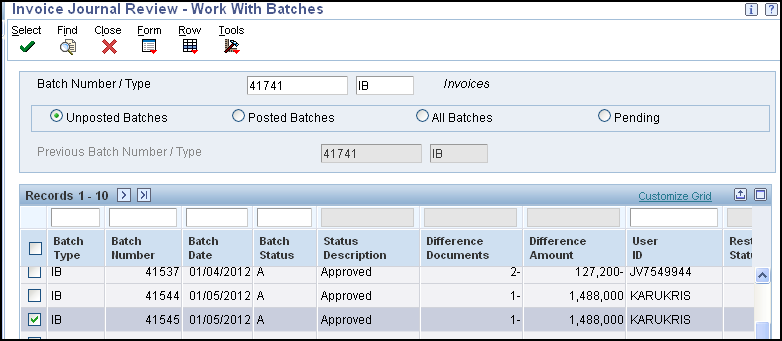 Invoice Journal Review - Work With Batches
Select Find Close Form Row Tools
Batch Number / Type 41741 IB Invoices
Unposted Batches Posted Batches All Batches Pending
Previous Batch Number / Type 41741 IB
Records 1 - 10 Customize Grid
Batch Type Batch Number Batch Date Batch Status Status Description Difference Documents Difference Amount User ID Rest Statu
IB 41537 01/04/2012 A Approved 2- 127,200- JV7549944
IB 41544 01/05/2012 A Approved 1- 1,488,000 KARUKRIS
IB 41545 01/05/2012 A Approved 1- 1,488,000 KARUKRIS